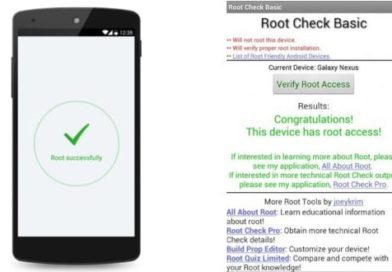 12:35
Root successfully
Root Check Basic
Root Check Basic
-- Will not root this device.
-- Will verify proper root installation.
-- List of Root Friendly Android Devices.
Current Device: Galaxy Nexus
Verify Root Access
Results:
Congratulations!
This device has root access!
If interested in learning more about Root, pleas
see my application, All About Root.
If interested in more technical Root Check outp
please see my application, Root Check Pro.
More Root Tools by joeykrim
All About Root: Learn educational information
about root!
Root Check Pro: Obtain more technical Root
Check details!
Build Prop Editor: Customize your device!
Root Quiz Limited: Compare and compete with
your Root knowledge!